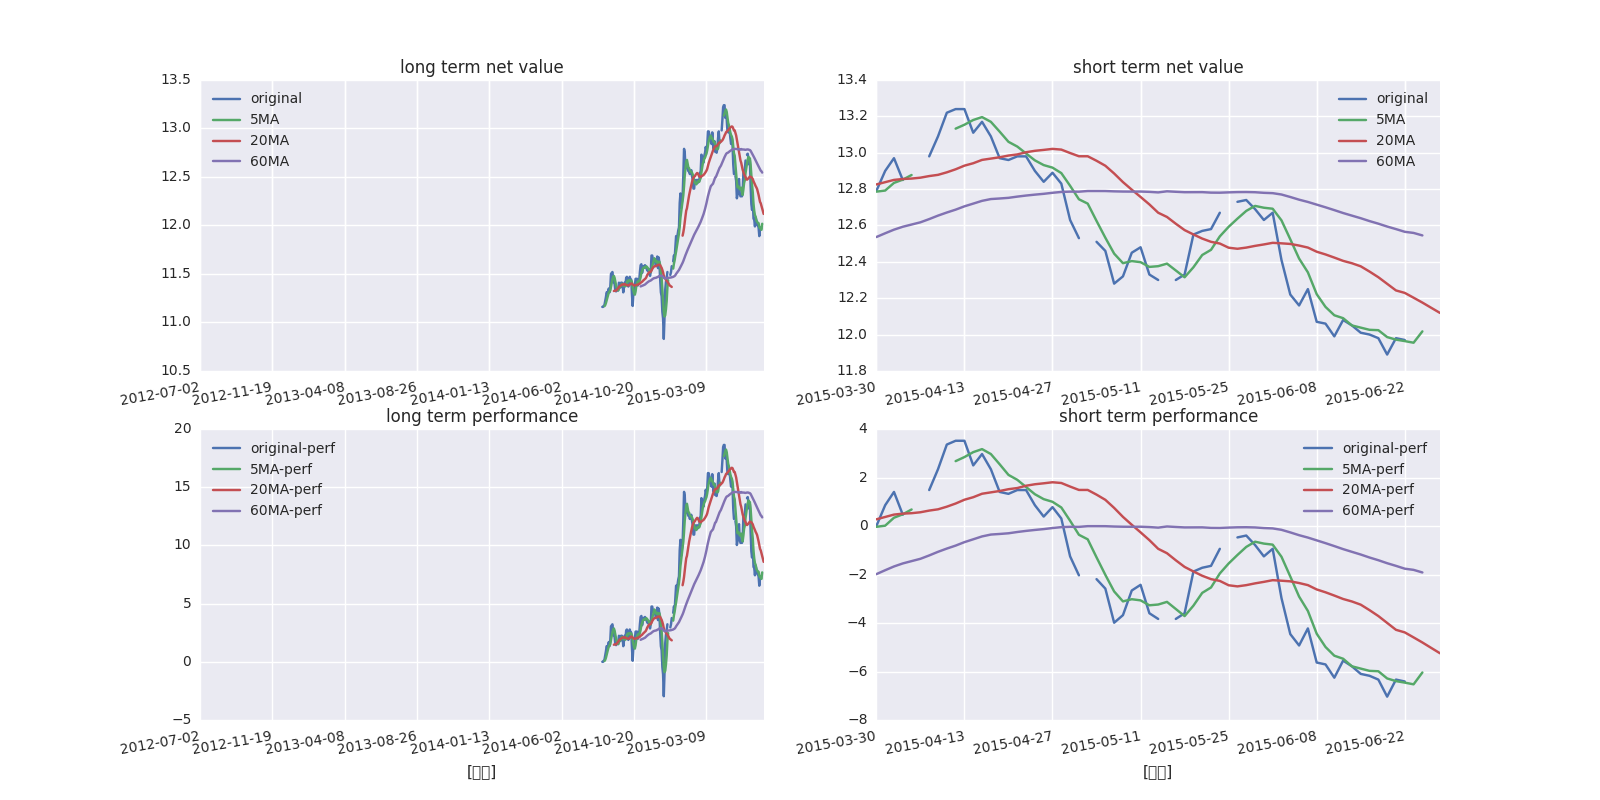 long term net value
13.5
13.0
12.5
12.0
11.5
11.0
10.5
original
5MA
20MA
60MA
2012-07-02 2012-11-19 2013-04-08 2013-08-26 2014-01-13 2014-06-02 2014-10-20 2015-03-09
short term net value
13.4
13.2
13.0
12.8
12.6
12.4
12.2
12.0
11.8
original
5MA
20MA
60MA
2015-03-30 2015-04-13 2015-04-27 2015-05-11 2015-05-25 2015-06-08 2015-06-22
long term performance
20
15
10
5
0
−5
original-perf
5MA-perf
20MA-perf
60MA-perf
2012-07-02 2012-11-19 2013-04-08 2013-08-26 2014-01-13 2014-06-02 2014-10-20 2015-03-09
[▯▯]
short term performance
4
2
0
−2
−4
−6
−8
original-perf
5MA-perf
20MA-perf
60MA-perf
2015-03-30 2015-04-13 2015-04-27 2015-05-11 2015-05-25 2015-06-08 2015-06-22
[▯▯]